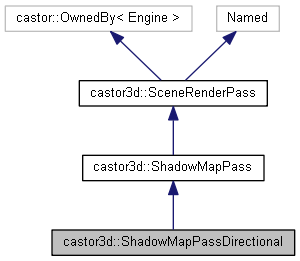 castor::OwnedBy< Engine >
Named
castor3d::SceneRenderPass
castor3d::ShadowMapPass
castor3d::ShadowMapPassDirectional